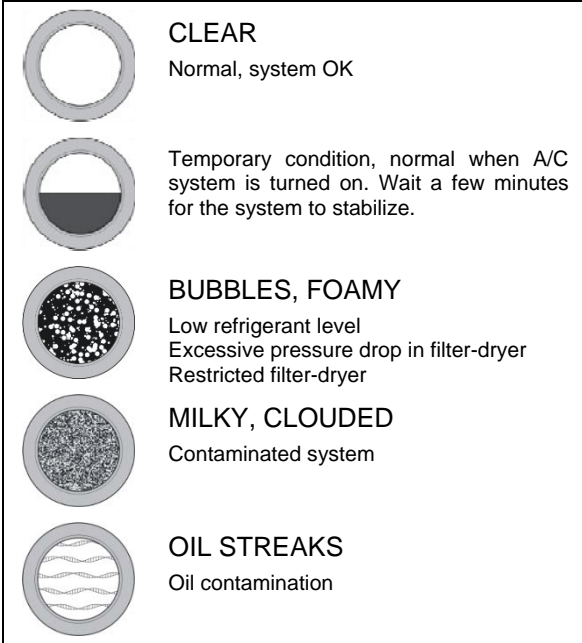 CLEAR
Normal, system OK
Temporary condition, normal when A/C
system is turned on. Wait a few minutes
for the system to stabilize.
BUBBLES, FOAMY
Low refrigerant level
Excessive pressure drop in filter-dryer
Restricted filter-dryer
MILKY, CLOUDED
Contaminated system
OIL STREAKS
Oil contamination